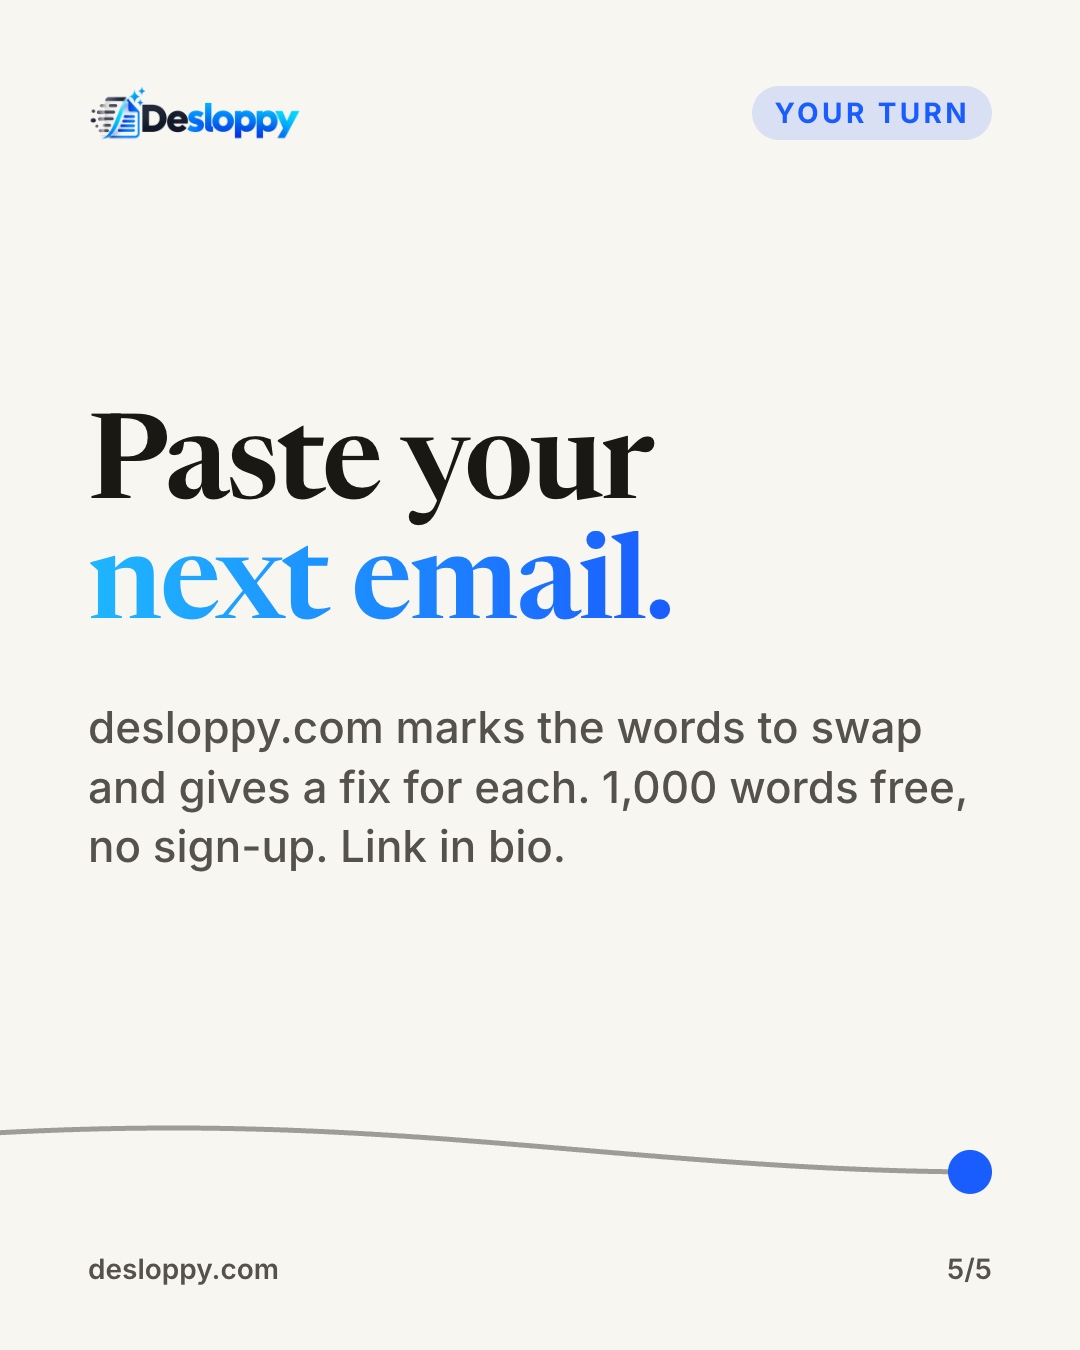 Desloppy
YOUR TURN
Paste your
next email.
desloppy.com marks the words to swap
and gives a fix for each. 1,000 words free,
no sign-up. Link in bio.
desloppy.com
5/5